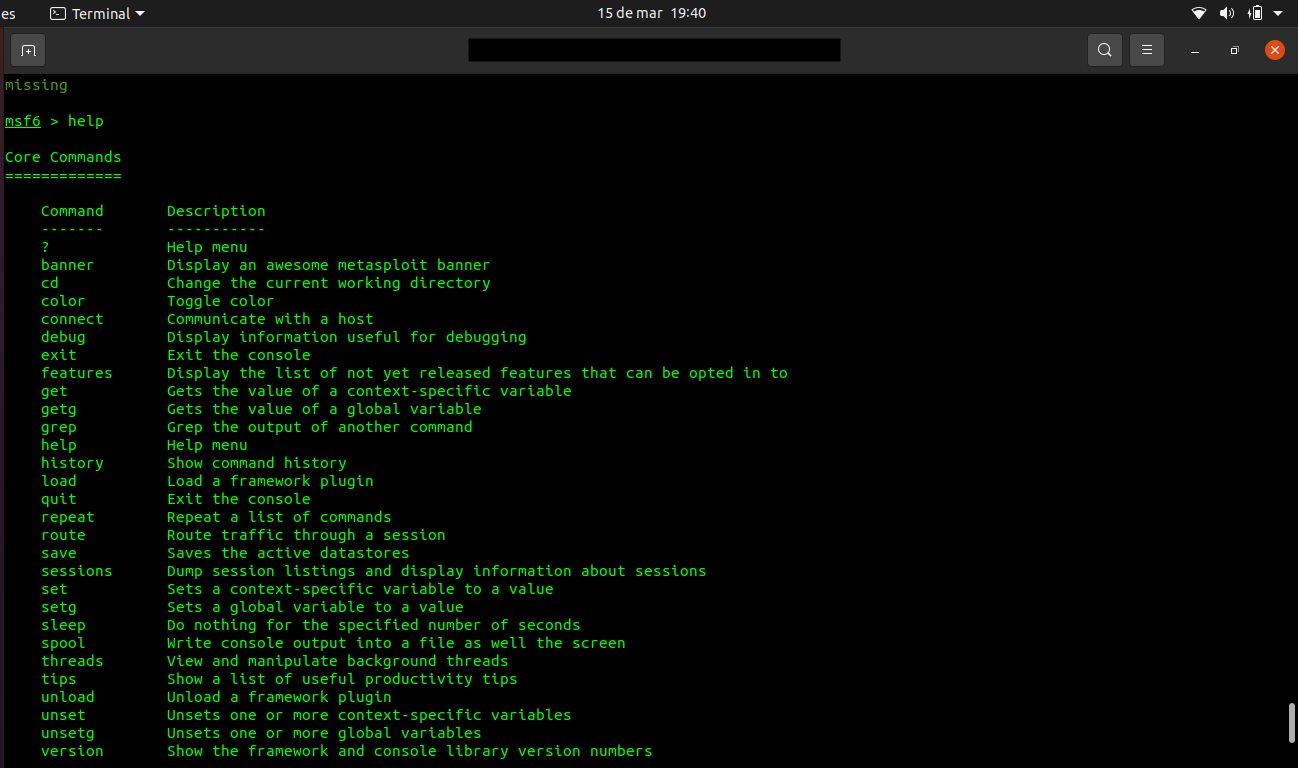 es Terminal 15 de mar 19:40
missing
msf6 > help
Core Commands
=============
Command Description
------- -----------
? Help menu
banner Display an awesome metasploit banner
cd Change the current working directory
color Toggle color
connect Communicate with a host
debug Display information useful for debugging
exit Exit the console
features Display the list of not yet released features that can be opted in to
get Gets the value of a context-specific variable
getg Gets the value of a global variable
grep Grep the output of another command
help Help menu
history Show command history
load Load a framework plugin
quit Exit the console
repeat Repeat a list of commands
route Route traffic through a session
save Saves the active datastores
sessions Dump session listings and display information about sessions
set Sets a context-specific variable to a value
setg Sets a global variable to a value
sleep Do nothing for the specified number of seconds
spool Write console output into a file as well the screen
threads View and manipulate background threads
tips Show a list of useful productivity tips
unload Unload a framework plugin
unset Unsets one or more context-specific variables
unsetg Unsets one or more global variables
version Show the framework and console library version numbers